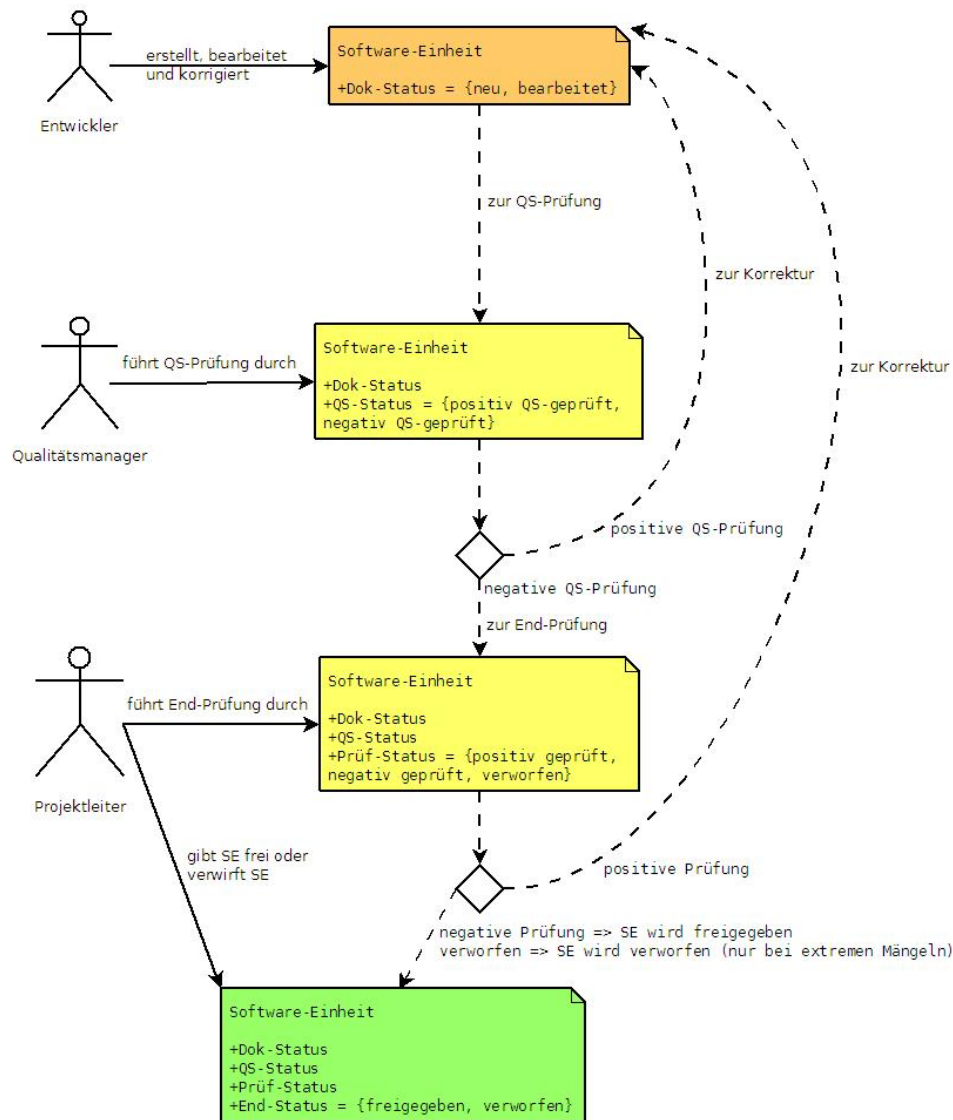 Software-Einheit
+Dok-Status = {neu, bearbeitet}
erstellt, bearbeitet
und korrigiert
Entwickler
zur QS-Prüfung
zur Korrektur
zur Korrektur
Software-Einheit
+Dok-Status
+QS-Status = {positiv QS-geprüft,
negativ QS-geprüft}
führt QS-Prüfung durch
Qualitätsmanager
positive QS-Prüfung
negative QS-Prüfung
zur End-Prüfung
Software-Einheit
+Dok-Status
+QS-Status
+Prüf-Status = {positiv geprüft,
negativ geprüft, verworfen}
führt End-Prüfung durch
Projektleiter
gibt SE frei oder
verwirft SE
positive Prüfung
negative Prüfung => SE wird freigegeben
verworfen => SE wird verworfen (nur bei extremen Mängeln)
Software-Einheit
+Dok-Status
+QS-Status
+Prüf-Status
+End-Status = {freigegeben, verworfen}